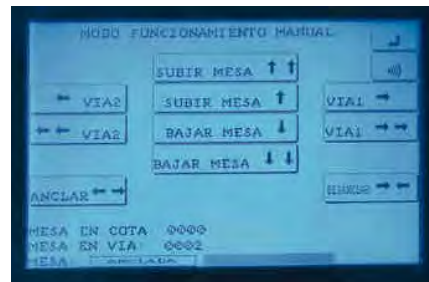 MODO FUNCIONAMIENTO MANUAL
SUBIR MESA ↑ ↑
← VIA2
SUBIR MESA ↑
VIA1 →
← ← VIA2
BAJAR MESA ↓
VIA1 → →
BAJAR MESA ↓ ↓
ANCLAR ← →
MESA EN COTA 0000
MESA EN VIA: 0002
MESA: ANCLADA